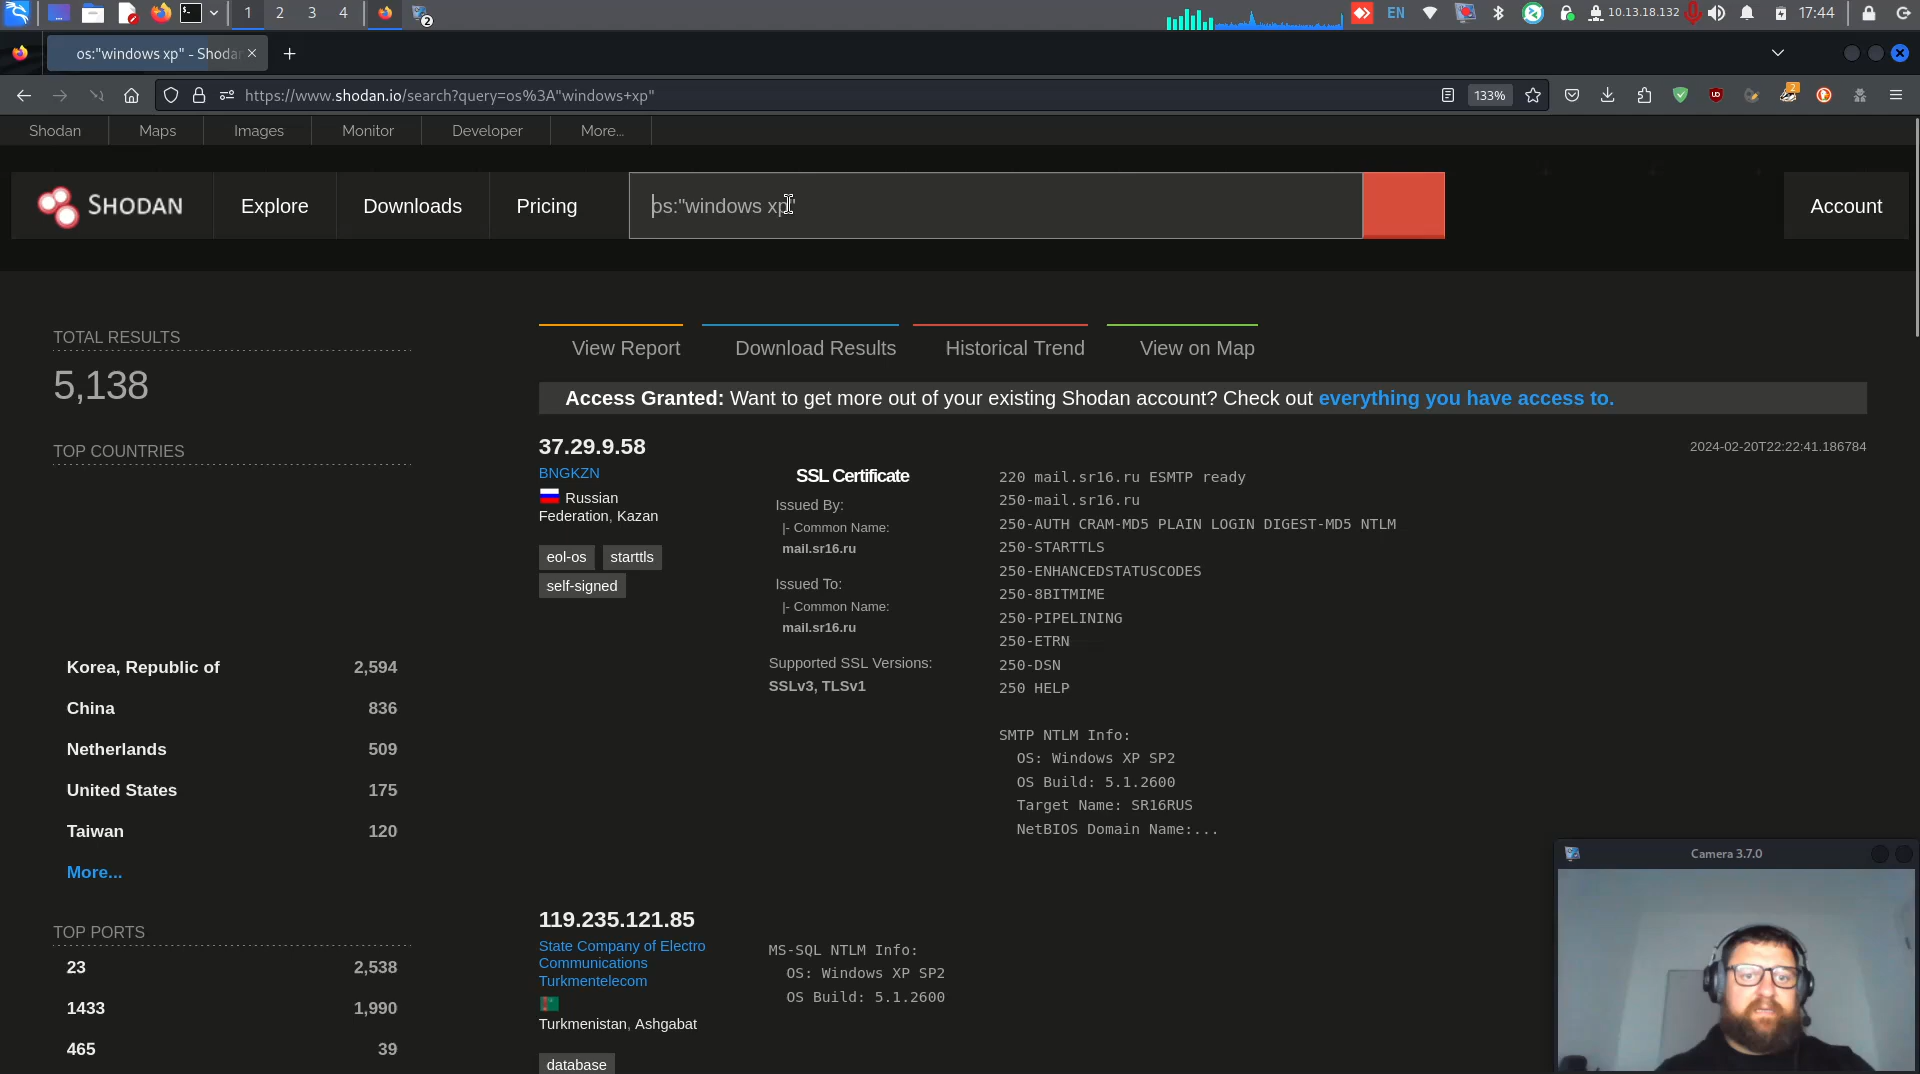 1
2
3
4
2
EN
10.13.18.132
17:44
os:"windows xp" - Shodan
https://www.shodan.io/search?query=os%3A"windows+xp"
133%
2
Shodan
Maps
Images
Monitor
Developer
More...
SHODAN
Explore
Downloads
Pricing
os:"windows xp"
Account
TOTAL RESULTS
5,138
TOP COUNTRIES
Korea, Republic of 2,594
China 836
Netherlands 509
United States 175
Taiwan 120
More...
TOP PORTS
23 2,538
1433 1,990
465 39
View Report
Download Results
Historical Trend
View on Map
Access Granted: Want to get more out of your existing Shodan account? Check out everything you have access to.
37.29.9.58
2024-02-20T22:22:41.186784
BNGKZN
Russian
Federation, Kazan
eol-os
starttls
self-signed
SSL Certificate
Issued By:
|- Common Name:
mail.sr16.ru
Issued To:
|- Common Name:
mail.sr16.ru
Supported SSL Versions:
SSLv3, TLSv1
220 mail.sr16.ru ESMTP ready
250-mail.sr16.ru
250-AUTH CRAM-MD5 PLAIN LOGIN DIGEST-MD5 NTLM
250-STARTTLS
250-ENHANCEDSTATUSCODES
250-8BITMIME
250-PIPELINING
250-ETRN
250-DSN
250 HELP
SMTP NTLM Info:
OS: Windows XP SP2
OS Build: 5.1.2600
Target Name: SR16RUS
NetBIOS Domain Name:...
119.235.121.85
State Company of Electro
Communications
Turkmentelecom
Turkmenistan, Ashgabat
database
MS-SQL NTLM Info:
OS: Windows XP SP2
OS Build: 5.1.2600
Camera 3.7.0